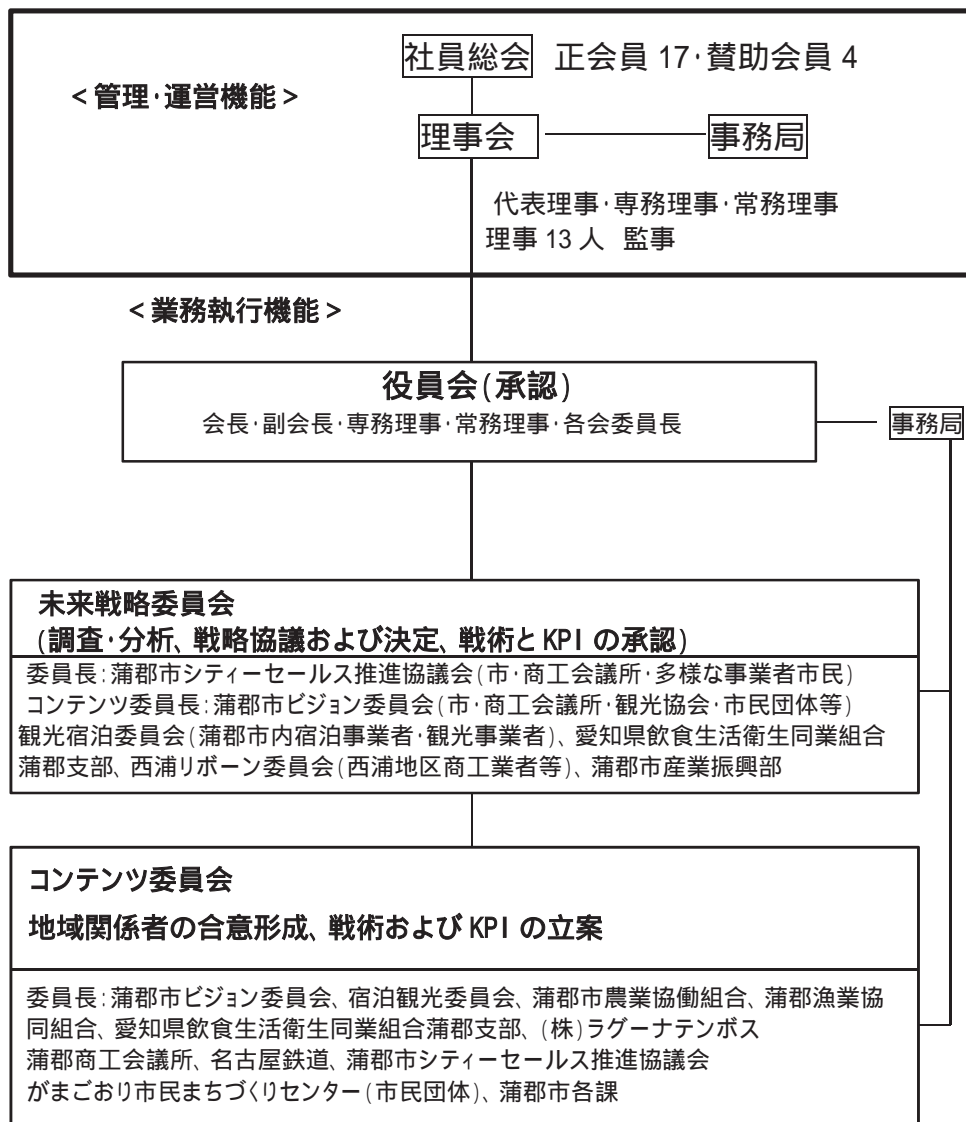 社員総会 正会員 17･賛助会員 4
<管理･運営機能>
理事会 事務局
代表理事･専務理事･常務理事
理事 13 人 監事
<業務執行機能>
役員会(承認)
会長･副会長･専務理事･常務理事･各会委員長
事務局
未来戦略委員会
(調査･分析、戦略協議および決定、戦術と KPI の承認)
委員長:蒲郡市シティーセールス推進協議会(市･商工会議所･多様な事業者市民)
コンテンツ委員長:蒲郡市ビジョン委員会(市･商工会議所･観光協会･市民団体等)
観光宿泊委員会(蒲郡市内宿泊事業者･観光事業者)、愛知県飲食生活衛生同業組合
蒲郡支部、西浦リボーン委員会(西浦地区商工業者等)、蒲郡市産業振興部
コンテンツ委員会
地域関係者の合意形成、戦術および KPI の立案
委員長:蒲郡市ビジョン委員会、宿泊観光委員会、蒲郡市農業協働組合、蒲郡漁業協
同組合、愛知県飲食生活衛生同業組合蒲郡支部、(株)ラグーナテンボス
蒲郡商工会議所、名古屋鉄道、蒲郡市シティーセールス推進協議会
がまごおり市民まちづくりセンター(市民団体)、蒲郡市各課